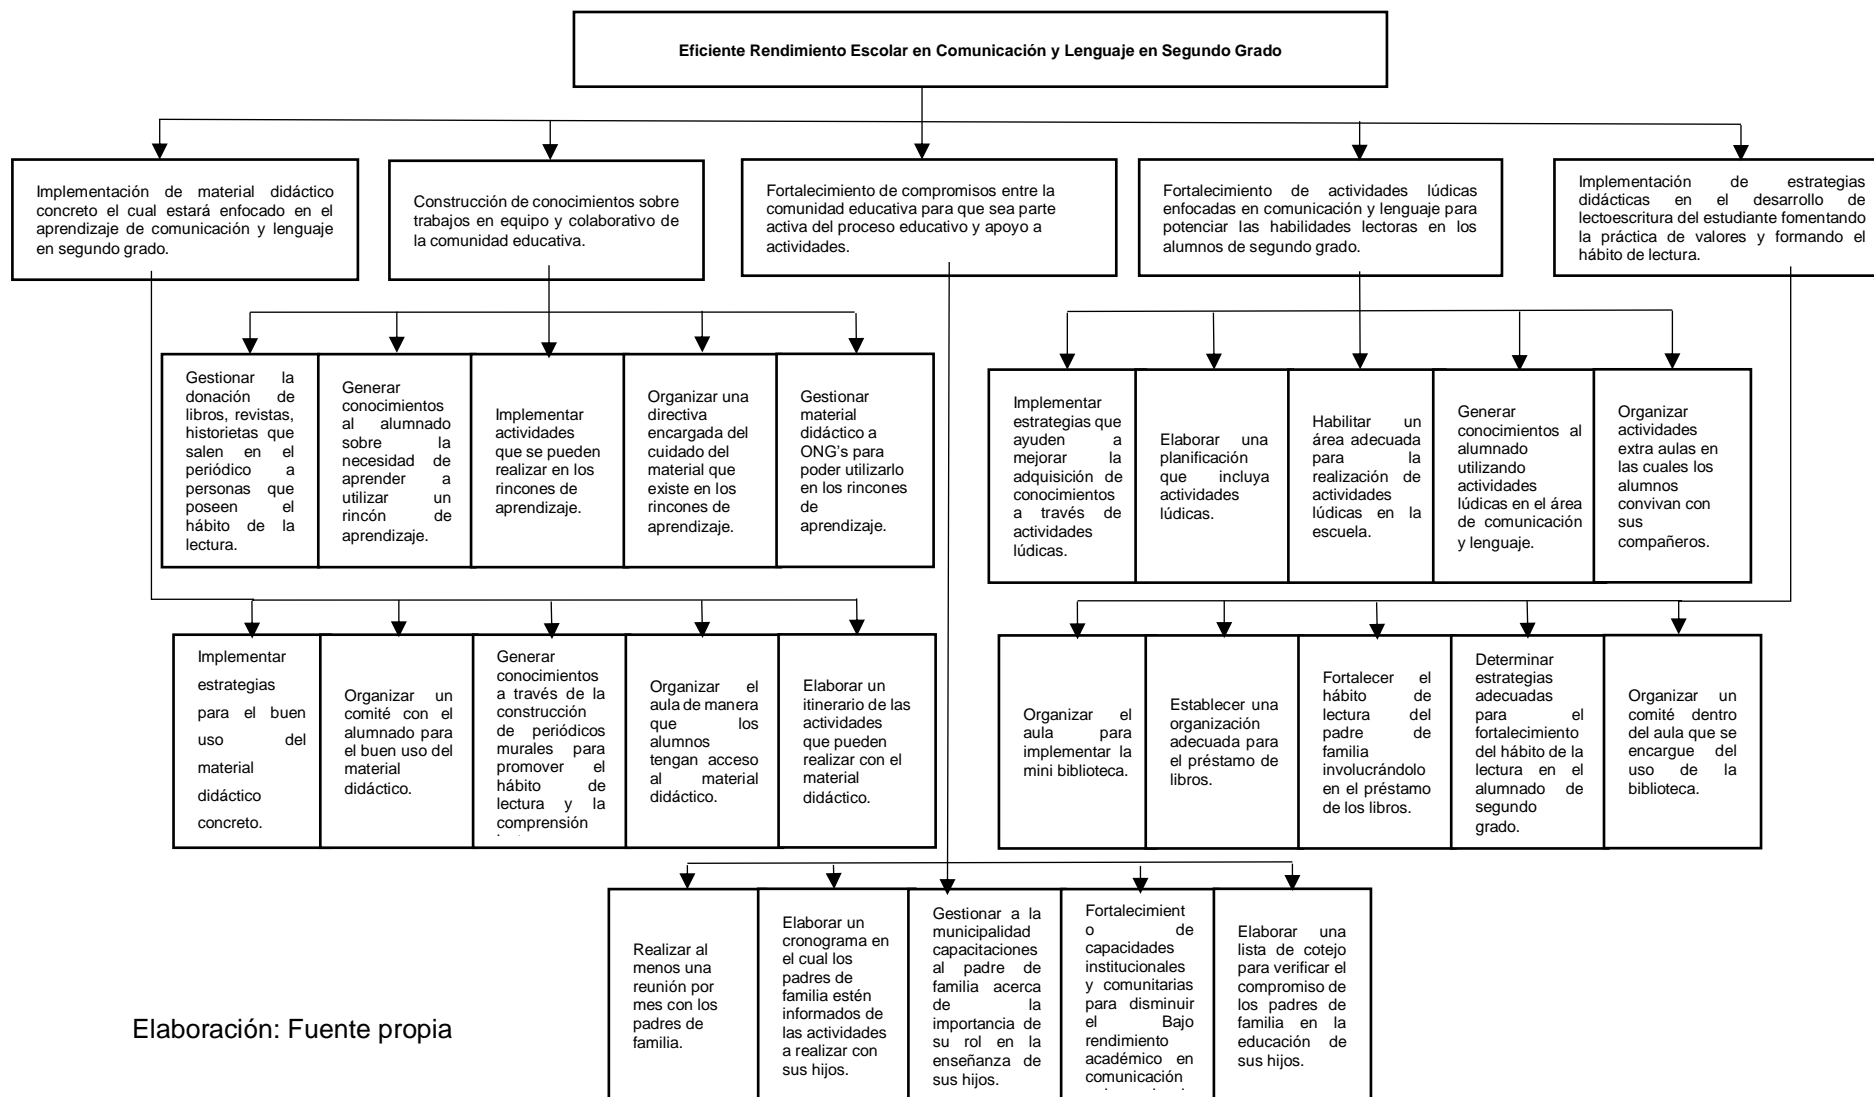 Eficiente Rendimiento Escolar en Comunicación y Lenguaje en Segundo Grado
Implementación de material didáctico
concreto el cual estará enfocado en el
aprendizaje de comunicación y lenguaje
en segundo grado.
Construcción de conocimientos sobre
trabajos en equipo y colaborativo de
la comunidad educativa.
Fortalecimiento de compromisos entre la
comunidad educativa para que sea parte
activa del proceso educativo y apoyo a
actividades.
Fortalecimiento de actividades lúdicas
enfocadas en comunicación y lenguaje para
potenciar las habilidades lectoras en los
alumnos de segundo grado.
Implementación de estrategias
didácticas en el desarrollo de
lectoescritura del estudiante fomentando
la práctica de valores y formando el
hábito de lectura.
Gestionar la
donación de
libros, revistas,
historietas que
salen en el
periódico a
personas que
poseen el
hábito de la
lectura.
Generar
conocimientos
al alumnado
sobre la
necesidad de
aprender a
utilizar un
rincón de
aprendizaje.
Implementar
actividades
que se pueden
realizar en los
rincones de
aprendizaje.
Organizar una
directiva
encargada del
cuidado del
material que
existe en los
rincones de
aprendizaje.
Gestionar
material
didáctico a
ONG's para
poder utilizarlo
en los rincones
de
aprendizaje.
Implementar
estrategias que
ayuden a
mejorar la
adquisición de
conocimientos
a través de
actividades
lúdicas.
Elaborar una
planificación
que incluya
actividades
lúdicas.
Habilitar un
área adecuada
para la
realización de
actividades
lúdicas en la
escuela.
Generar
conocimientos al
alumnado
utilizando
actividades
lúdicas en el área
de comunicación
y lenguaje.
Organizar
actividades
extra aulas en
las cuales los
alumnos
convivan con
sus
compañeros.
Implementar
estrategias
para el buen
uso del
material
didáctico
concreto.
Organizar un
comité con el
alumnado para
el buen uso del
material
didáctico.
Generar
conocimientos
a través de la
construcción
de periódicos
murales para
promover el
hábito de
lectura y la
comprensión
Organizar el
aula de manera
que los
alumnos
tengan acceso
al material
didáctico.
Elaborar un
itinerario de las
actividades
que pueden
realizar con el
material
didáctico.
Organizar el
aula para
implementar la
mini biblioteca.
Establecer una
organización
adecuada para
el préstamo de
libros.
Fortalecer el
hábito de
lectura del
padre de
familia
involucrándolo
en el préstamo
de los libros.
Determinar
estrategias
adecuadas
para el
fortalecimiento
del hábito de la
lectura en el
alumnado de
segundo
grado.
Organizar un
comité dentro
del aula que se
encargue del
uso de la
biblioteca.
Realizar al
menos una
reunión por
mes con los
padres de
familia.
Elaborar un
cronograma en
el cual los
padres de
familia estén
informados de
las actividades
a realizar con
sus hijos.
Gestionar a la
municipalidad
capacitaciones
al padre de
familia acerca
de la
importancia de
su rol en la
enseñanza de
sus hijos.
Fortalecimient
o de
capacidades
institucionales
y comunitarias
para disminuir
el Bajo
rendimiento
académico en
comunicación
Elaborar una
lista de cotejo
para verificar el
compromiso de
los padres de
familia en la
educación de
sus hijos.
Elaboración: Fuente propia